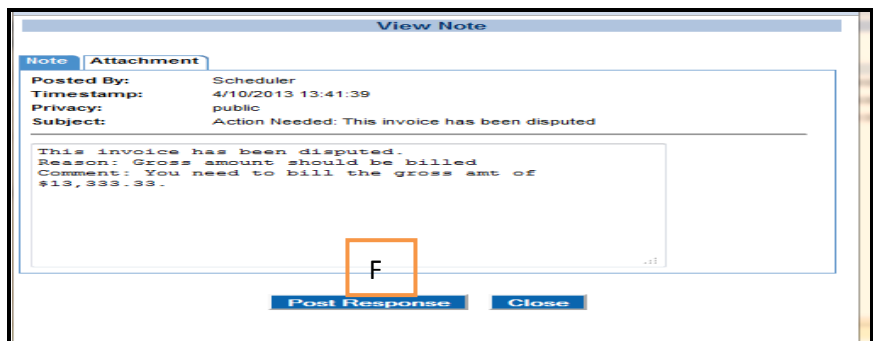 View Note
Note Attachment
Posted By: Scheduler
Timestamp: 4/10/2013 13:41:39
Privacy: public
Subject: Action Needed: This invoice has been disputed
This invoice has been disputed.
Reason: Gross amount should be billed
Comment: You need to bill the gross amt of
$13,333.33.
F
Post Response Close